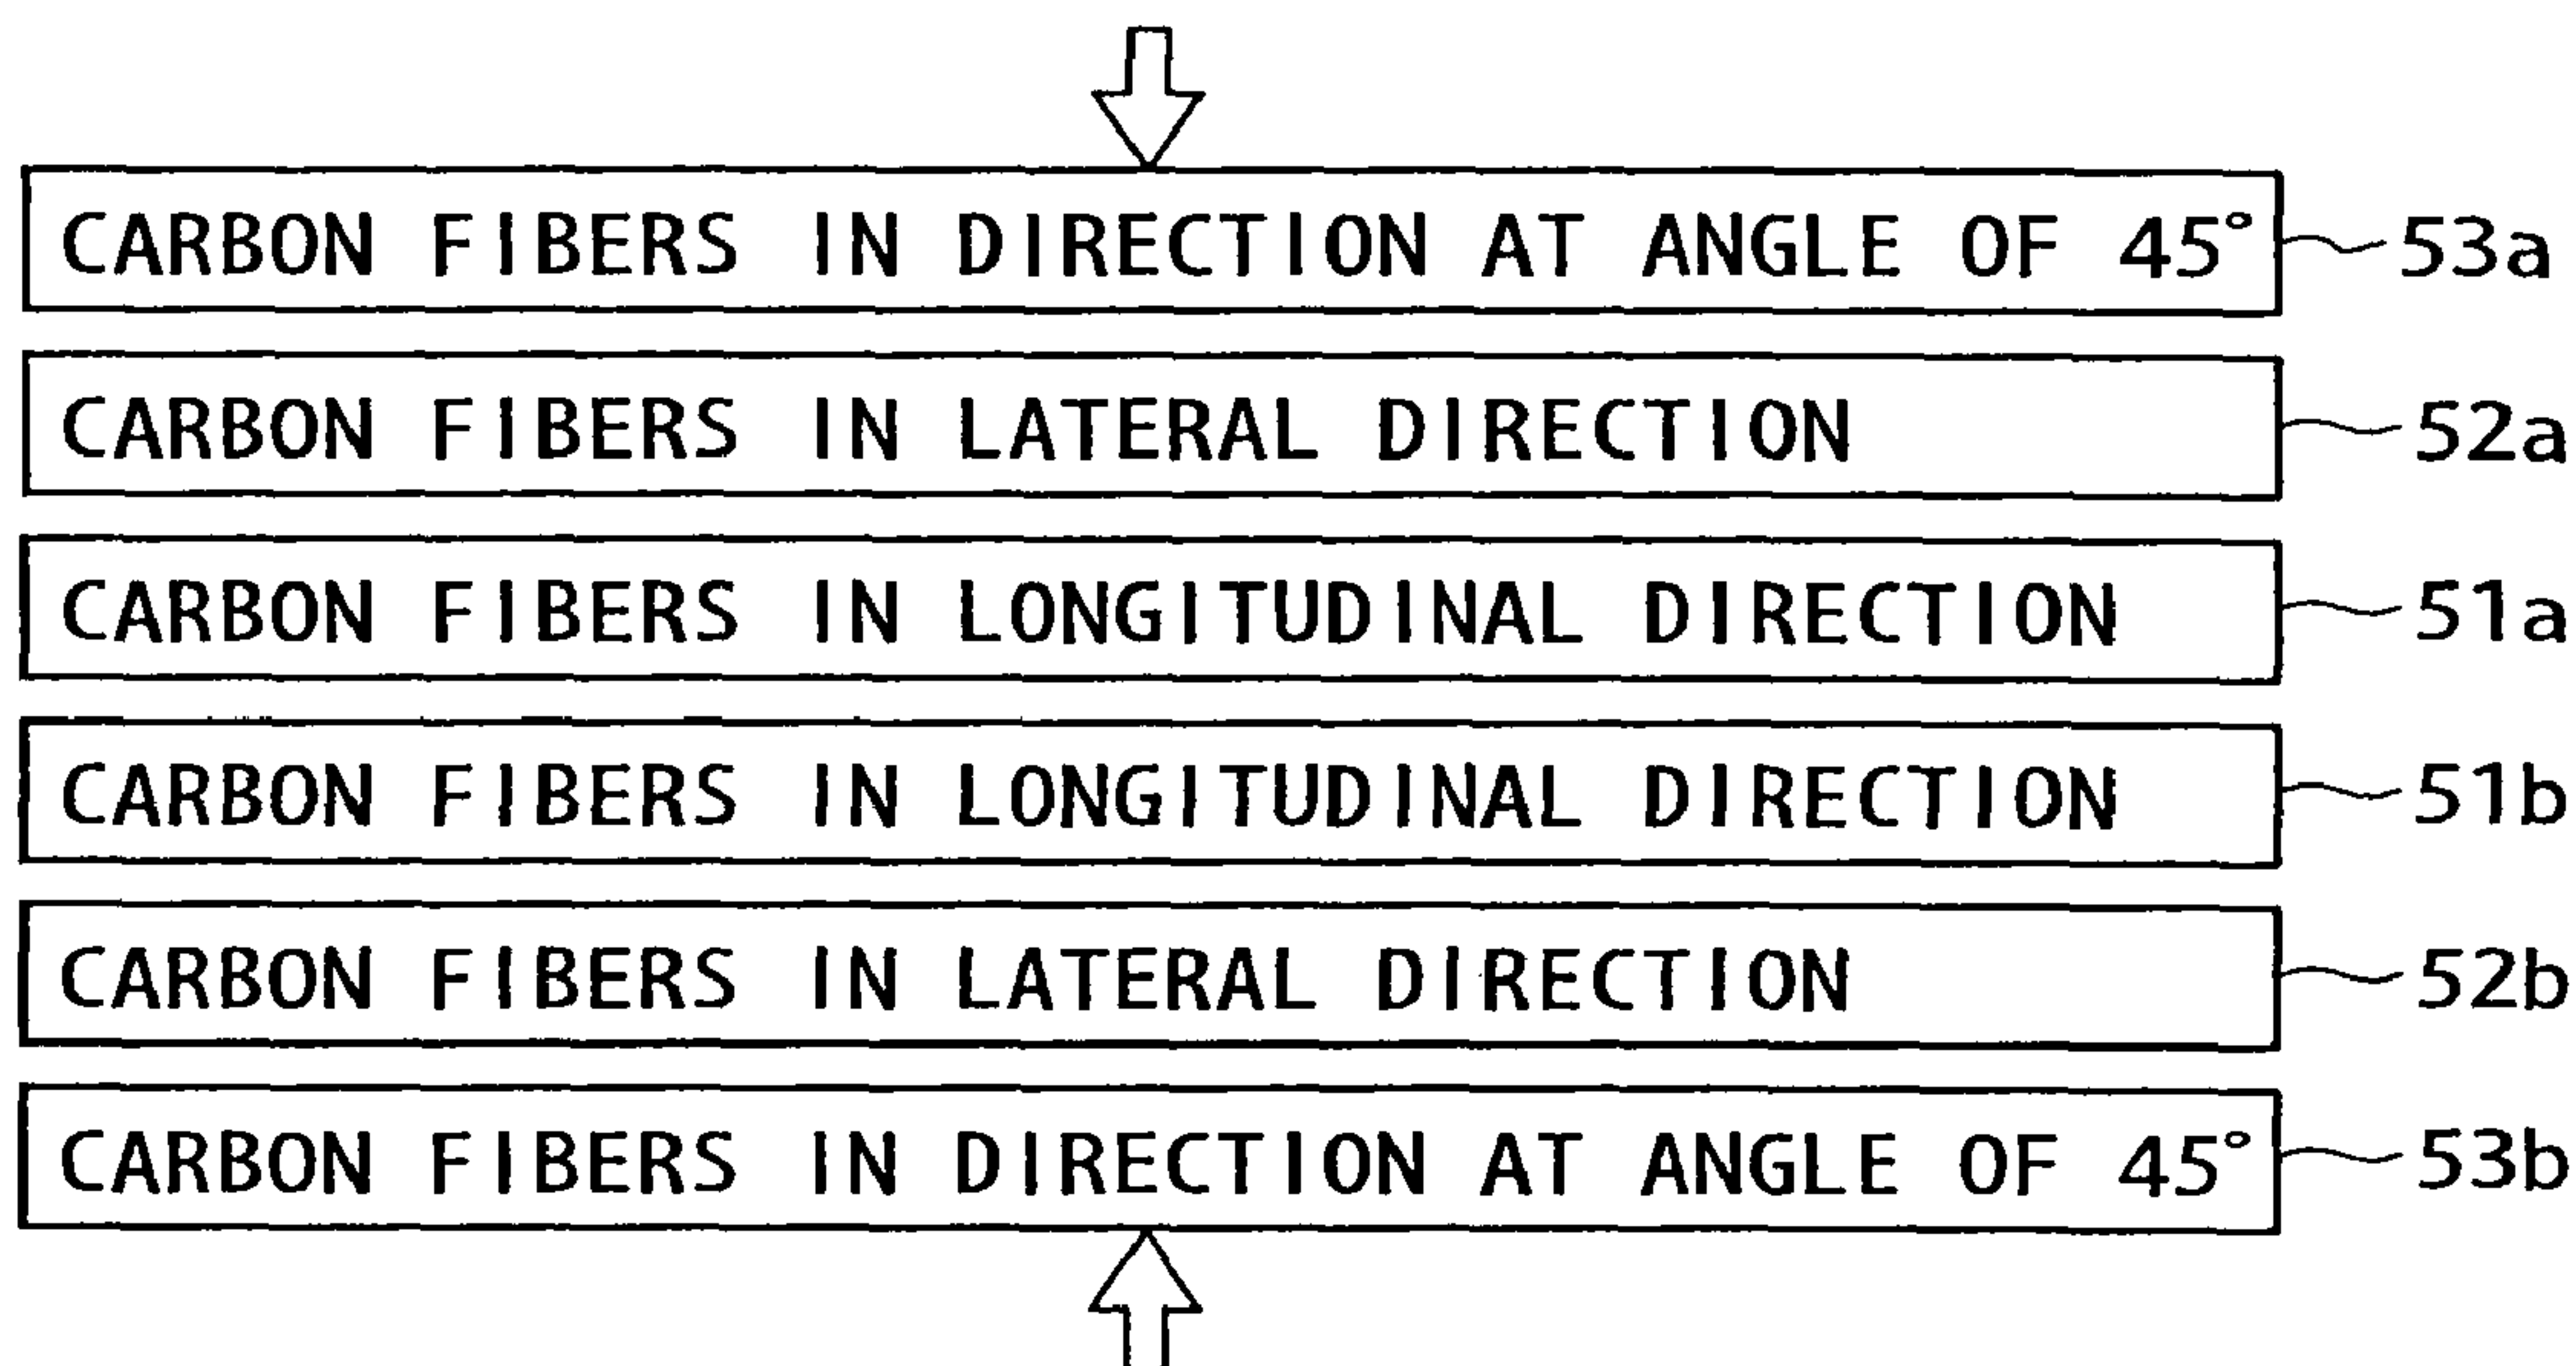 CARBON FIBERS IN DIRECTION AT ANGLE OF 45° 53a
CARBON FIBERS IN LATERAL DIRECTION 52a
CARBON FIBERS IN LONGITUDINAL DIRECTION 51a
CARBON FIBERS IN LONGITUDINAL DIRECTION 51b
CARBON FIBERS IN LATERAL DIRECTION 52b
CARBON FIBERS IN DIRECTION AT ANGLE OF 45° 53b